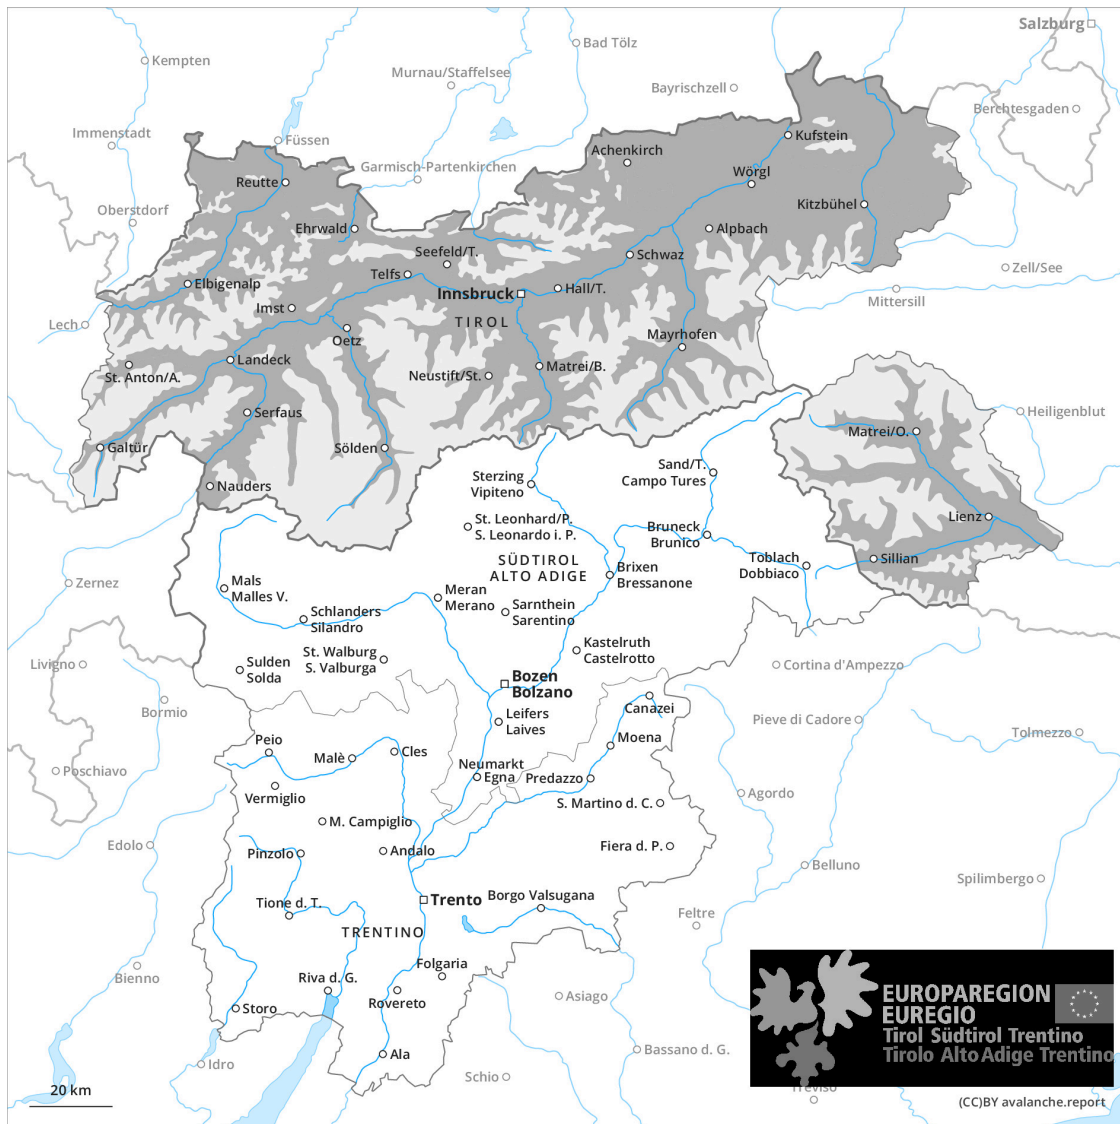 Salzburg
Bad Tölz
Kempten
Murnau/Staffelsee
Bayrischzell
Berchtesgaden
Immenstadt
Füssen
Kufstein
Achenkirch
Garmisch-Partenkirchen
Wörgl
Reutte
Kitzbühel
Oberstdorf
Ehrwald
Alpbach
Seefeld/T.
Schwaz
Telfs
Zell/See
Elbigenalp
Innsbruck
Hall/T.
Mittersill
Imst
TIROL
Lech
Oetz
Mayrhofen
Landeck
Matrei/B.
St. Anton/A.
Neustift/St.
Serfaus
Heiligenblut
Matrei/O.
Galtür
Sölden
Sand/T.
Campo Tures
Sterzing
Vipiteno
Nauders
St. Leonhard/P.
S. Leonardo i. P.
Lienz
Bruneck
Brunico
SÜDTIROL
ALTO ADIGE
Toblach
Dobbiaco
Sillian
Brixen
Bressanone
Zernez
Mals
Malles V.
Meran
Merano
Schlanders
Silandro
Sarnthein
Sarentino
Kastelruth
Castelrotto
St. Walburg
S. Valburga
Livigno
Sulden
Solda
Cortina d'Ampezzo
Bozen
Bolzano
Canazei
Bormio
Leifers
Laives
Pieve di Cadore
Tolmezzo
Moena
Peio
Malè
Cles
Neumarkt
Egna
Predazzo
Poschiavo
Vermiglio
S. Martino d. C.
Agordo
M. Campiglio
Edolo
Pinzolo
Andalo
Fiera d. P.
Belluno
Spilimbergo
Tione d. T.
Trento
Borgo Valsugana
Feltre
TRENTINO
Folgaria
Bienno
Riva d. G.
Rovereto
Asiago
Storo
EUROPAREGION
EUREGIO
Tirol Südtirol Trentino
Tirolo Alto Adige Trentino
Idro
Ala
Bassano d. G.
Schio
Treviso
20 km
(CC)BY avalanche.report